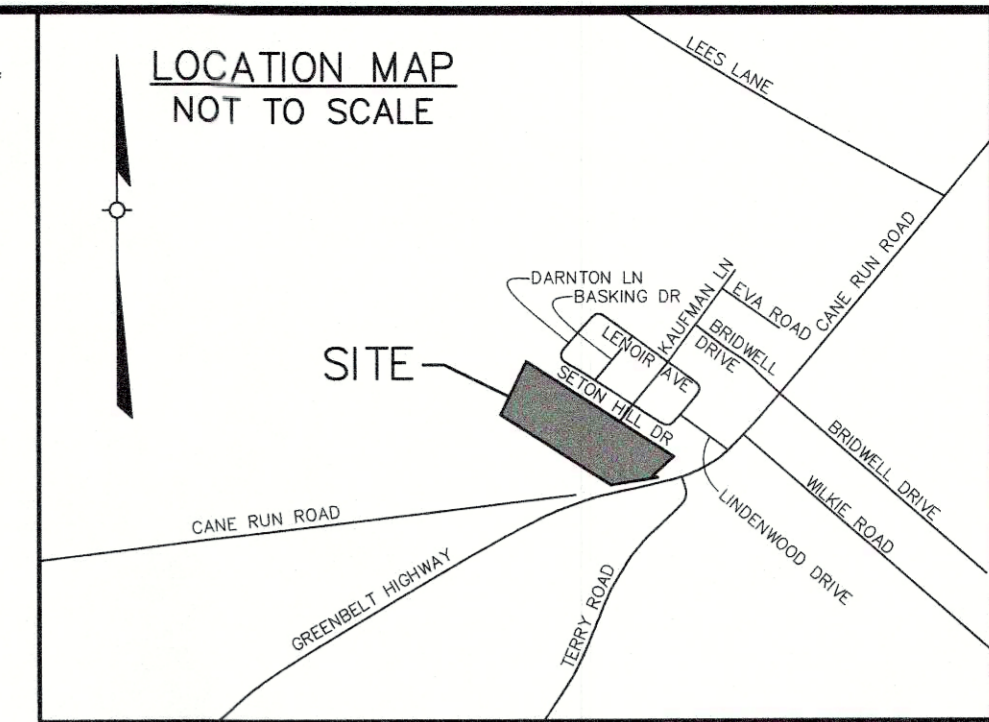 LOCATION MAP
NOT TO SCALE
LEES LANE
CANE RUN ROAD
DARNTON LN
BASKING DR
KAUFMAN LN
EVA ROAD
LENOIR AVE
BRIDWELL
DRIVE
SITE
SETON HILL DR
BRIDWELL DRIVE
WILKIE ROAD
LINDENWOOD DRIVE
CANE RUN ROAD
GREENBELT HIGHWAY
TERRY ROAD